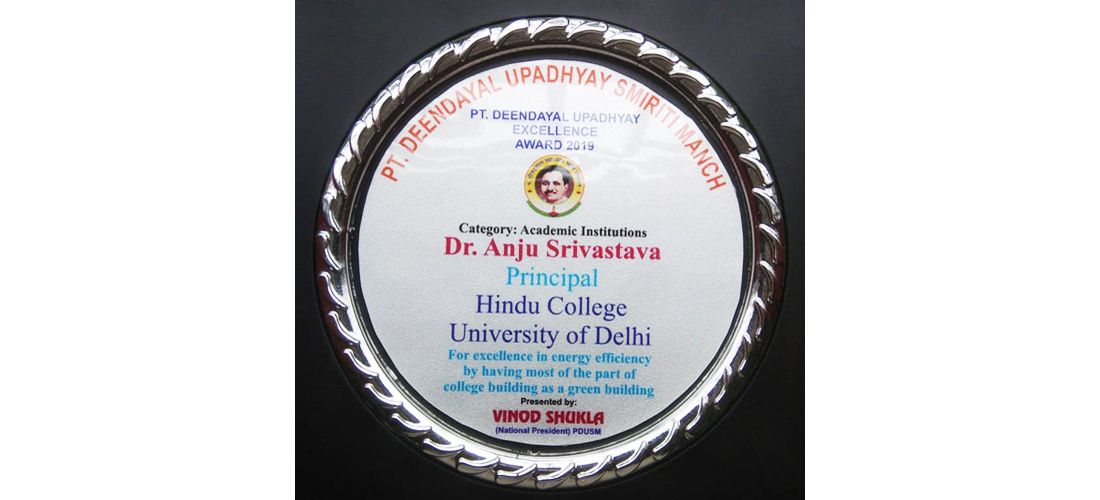 PT. DEENDAYAL UPADHYAY SMIRITI MANCH
PT. DEENDAYAL UPADHYAY
EXCELLENCE
AWARD 2019
Category: Academic Institutions
Dr. Anju Srivastava
Principal
Hindu College
University of Delhi
For excellence in energy efficiency
by having most of the part of
college building as a green building
Presented by:
VINOD SHUKLA
(National President) PDUSM